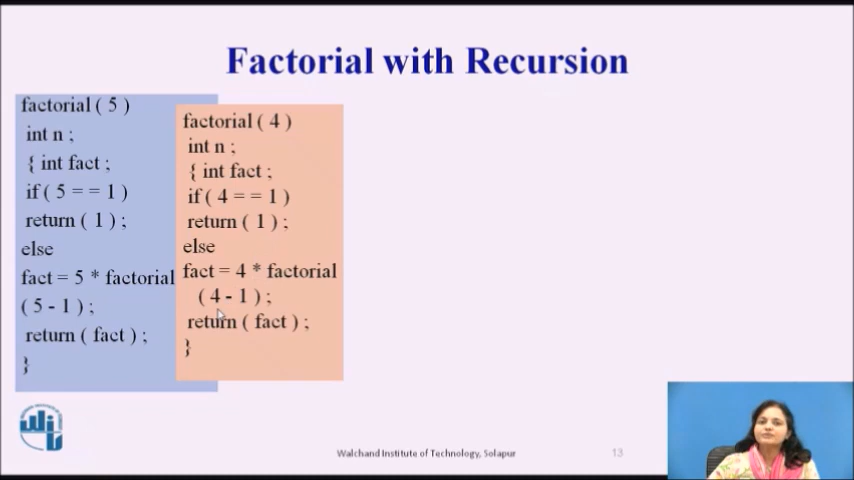 Factorial with Recursion
factorial ( 5 )
int n ;
{ int fact ;
if ( 5 = = 1 )
return ( 1 ) ;
else
fact = 5 * factorial
( 5 - 1 ) ;
return ( fact ) ;
}
factorial ( 4 )
int n ;
{ int fact ;
if ( 4 = = 1 )
return ( 1 ) ;
else
fact = 4 * factorial
( 4 - 1 ) ;
return ( fact ) ;
}
Walchand Institute of Technology, Solapur
13